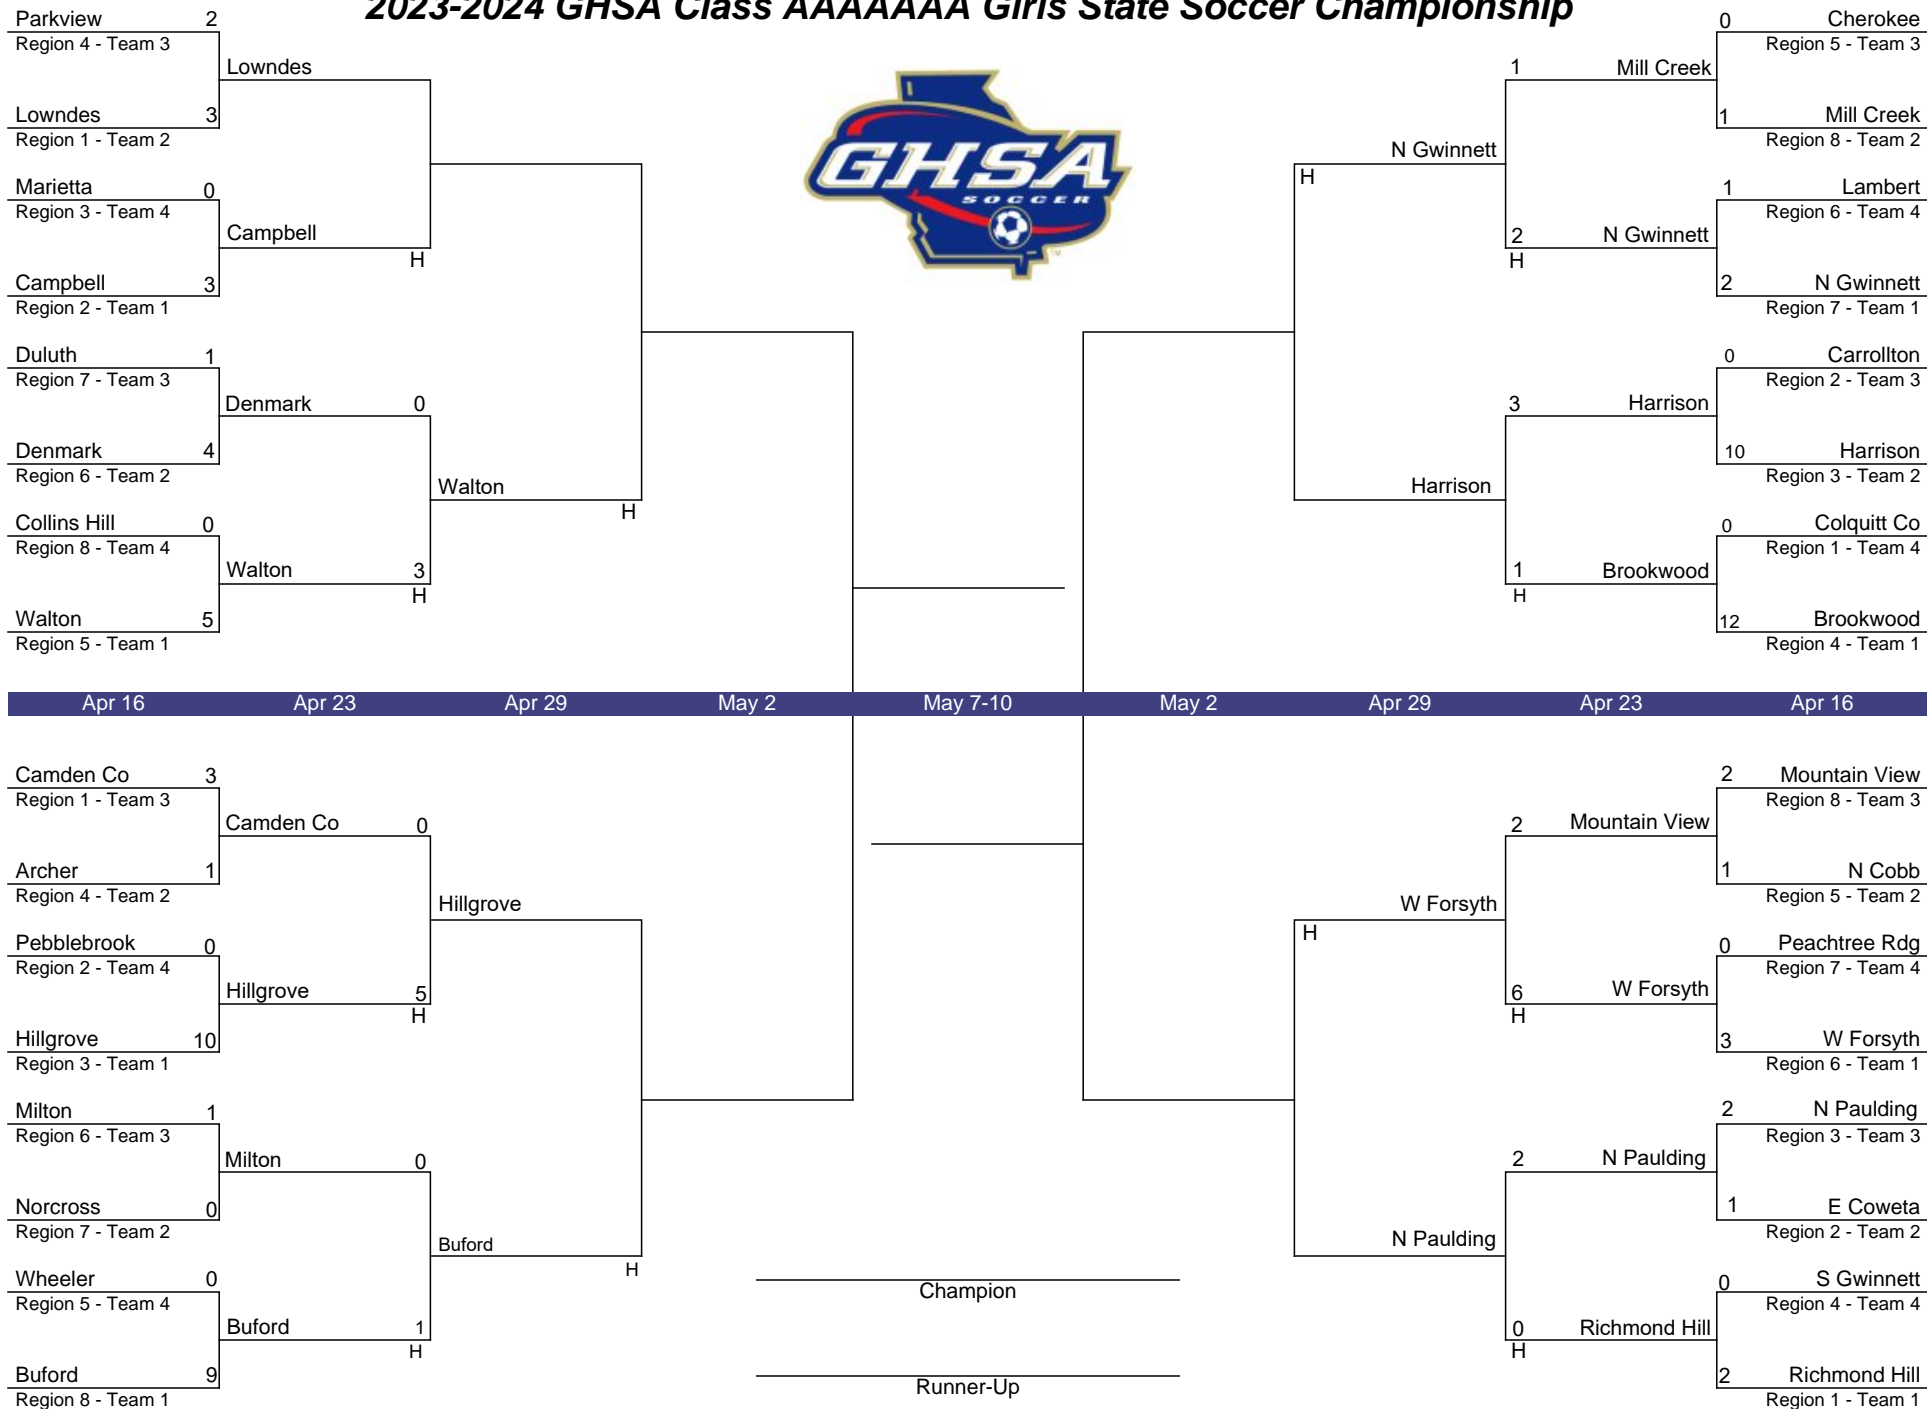 2023-2024 GHSA Class AAAAAAA Girls State Soccer Championship
GHSA
SOCCER
Parkview 2
Region 4 - Team 3
Lowndes
Lowndes 3
Region 1 - Team 2
Marietta 0
Region 3 - Team 4
Campbell
H
Campbell 3
Region 2 - Team 1
Duluth 1
Region 7 - Team 3
Denmark 0
Denmark 4
Region 6 - Team 2
Walton
H
Collins Hill 0
Region 8 - Team 4
Walton 3
H
Walton 5
Region 5 - Team 1
0 Cherokee
Region 5 - Team 3
1 Mill Creek
1 Mill Creek
Region 8 - Team 2
N Gwinnett
H
1 Lambert
Region 6 - Team 4
2 N Gwinnett
H
2 N Gwinnett
Region 7 - Team 1
0 Carrollton
Region 2 - Team 3
3 Harrison
10 Harrison
Region 3 - Team 2
Harrison
0 Colquitt Co
Region 1 - Team 4
1 Brookwood
H
12 Brookwood
Region 4 - Team 1
Apr 16 Apr 23 Apr 29 May 2 May 7-10 May 2 Apr 29 Apr 23 Apr 16
Camden Co 3
Region 1 - Team 3
Camden Co 0
Archer 1
Region 4 - Team 2
Hillgrove
Pebblebrook 0
Region 2 - Team 4
Hillgrove 5
H
Hillgrove 10
Region 3 - Team 1
Milton 1
Region 6 - Team 3
Milton 0
Norcross 0
Region 7 - Team 2
Buford
H
Wheeler 0
Region 5 - Team 4
Buford 1
H
Buford 9
Region 8 - Team 1
Champion
Runner-Up
2 Mountain View
Region 8 - Team 3
2 Mountain View
1 N Cobb
Region 5 - Team 2
W Forsyth
H
0 Peachtree Rdg
Region 7 - Team 4
6 W Forsyth
H
3 W Forsyth
Region 6 - Team 1
2 N Paulding
Region 3 - Team 3
2 N Paulding
1 E Coweta
Region 2 - Team 2
N Paulding
0 S Gwinnett
Region 4 - Team 4
0 Richmond Hill
H
2 Richmond Hill
Region 1 - Team 1